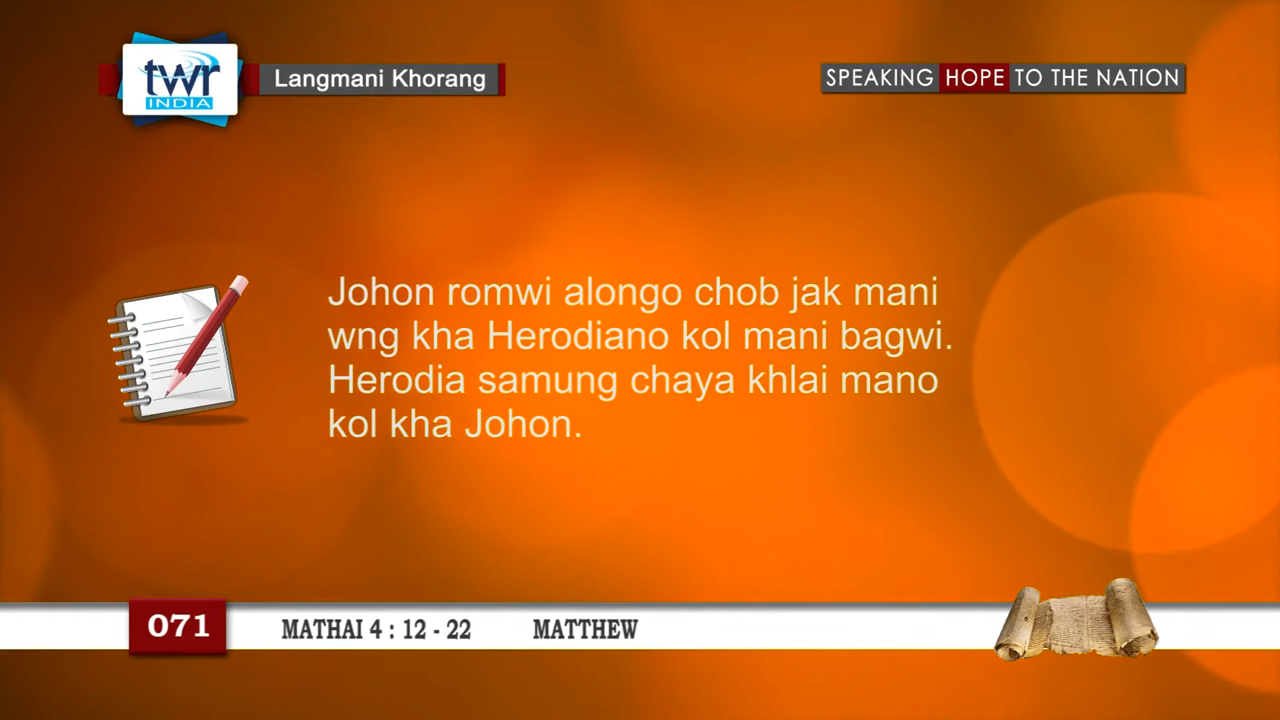 twr
INDIA
Langmani Khorang
SPEAKING HOPE TO THE NATION
Johon romwi alongo chob jak mani
wng kha Herodiano kol mani bagwi.
Herodia samung chaya khlai mano
kol kha Johon.
071 MATHAI 4 : 12 - 22 MATTHEW